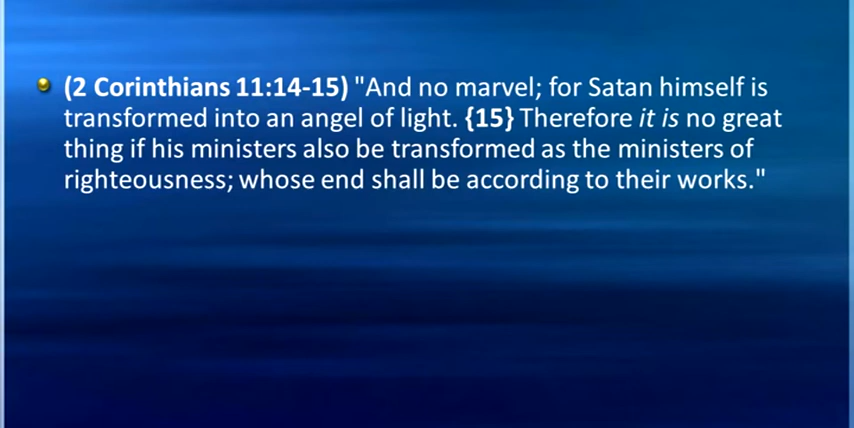 (2 Corinthians 11:14-15) "And no marvel; for Satan himself is
transformed into an angel of light. {15} Therefore it is no great
thing if his ministers also be transformed as the ministers of
righteousness; whose end shall be according to their works."